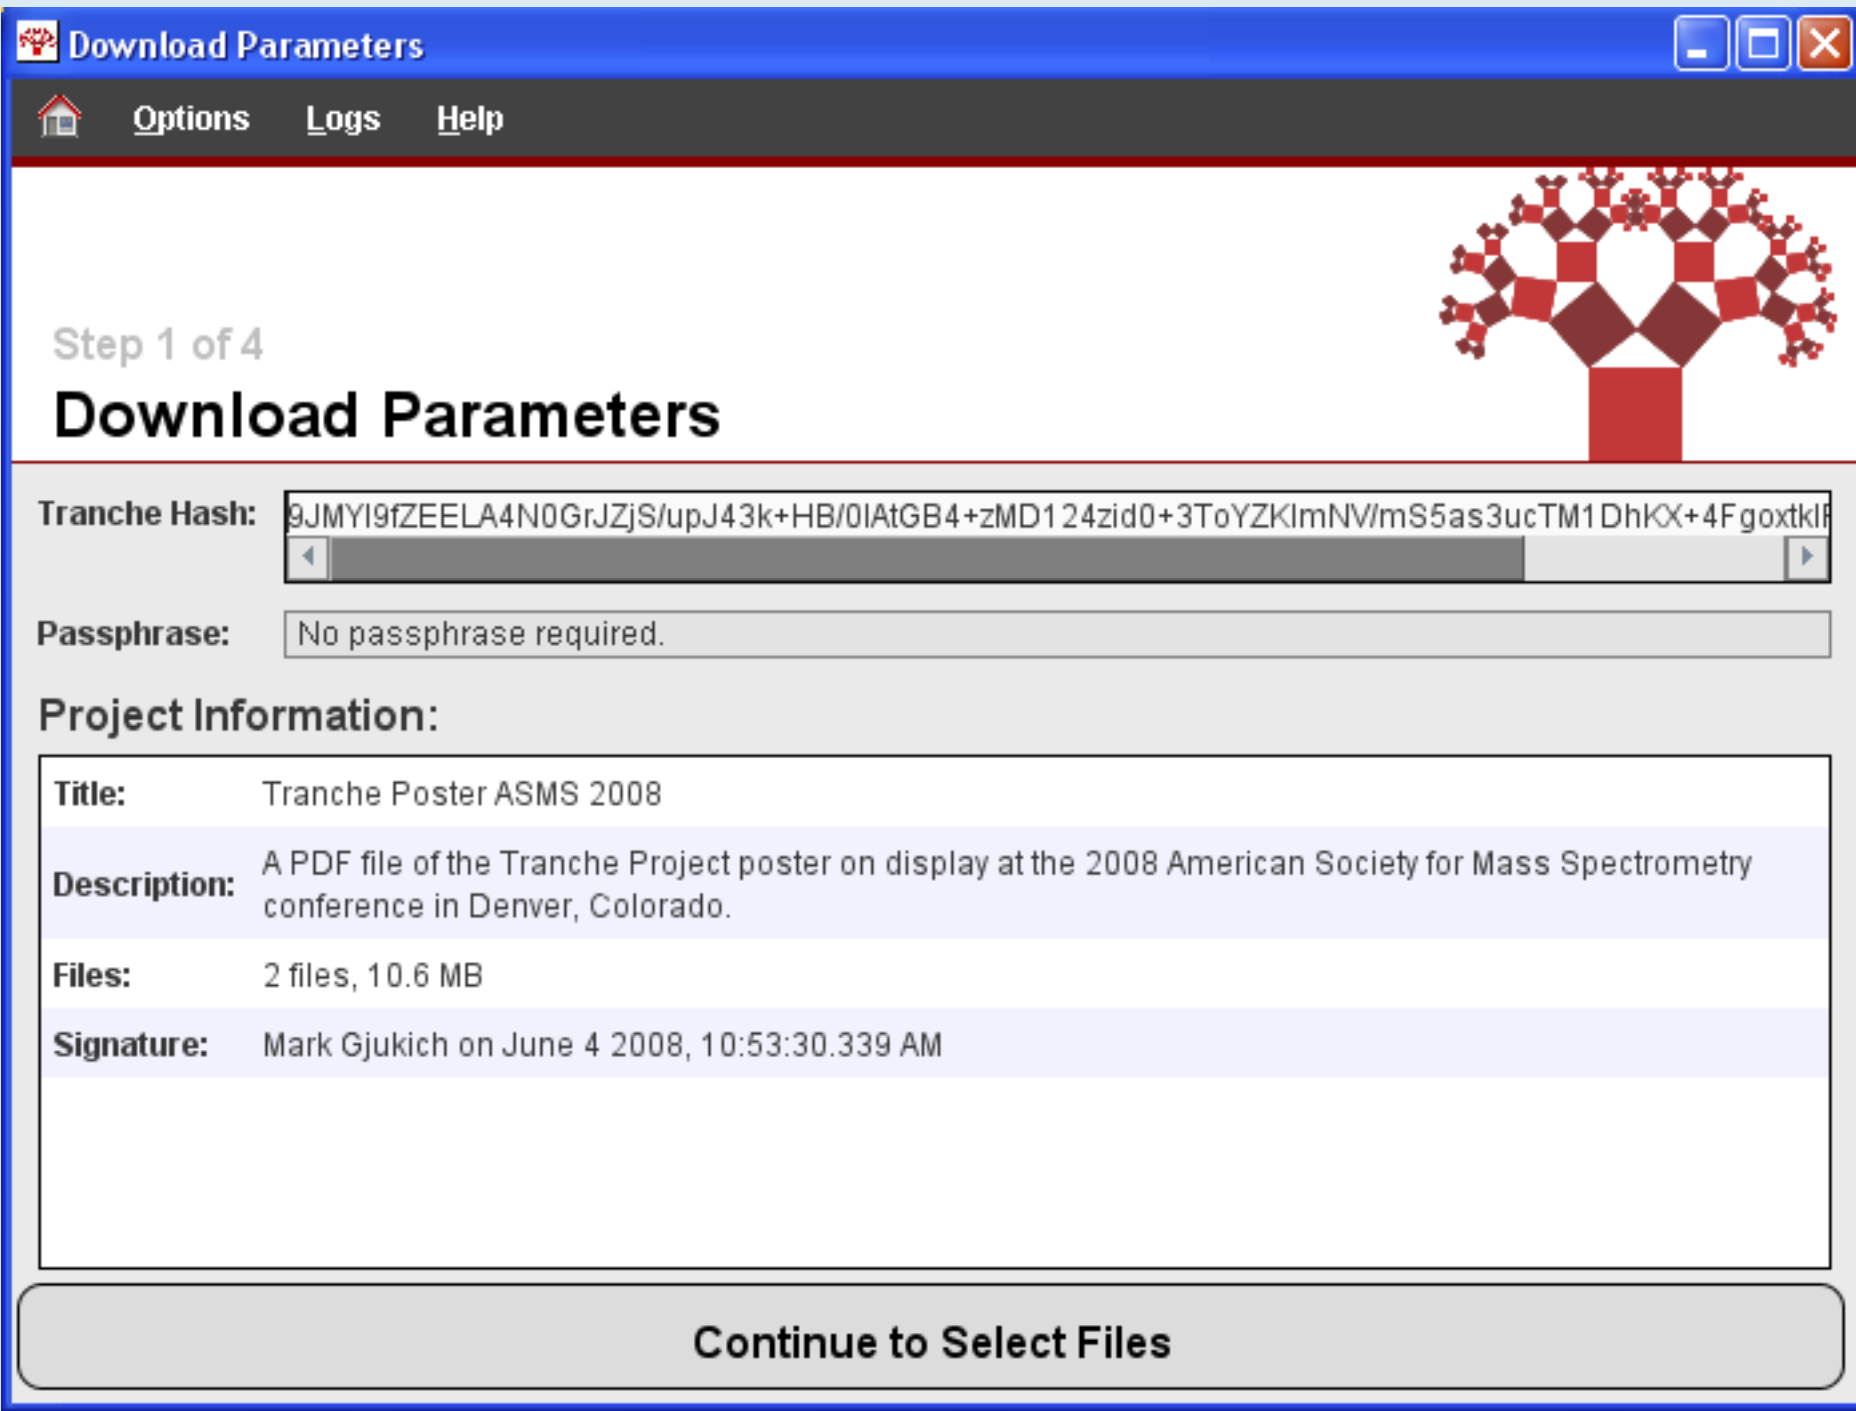 Download Parameters
Options Logs Help
Step 1 of 4
Download Parameters
Tranche Hash: 9JMYI9fZEELA4N0GrJZjS/upJ43k+HB/0IAtGB4+zMD124zid0+3ToYZKImNV/mS5as3ucTM1DhKX+4Fgoxtkl
Passphrase: No passphrase required.
Project Information:
Title: Tranche Poster ASMS 2008
Description: A PDF file of the Tranche Project poster on display at the 2008 American Society for Mass Spectrometry
conference in Denver, Colorado.
Files: 2 files, 10.6 MB
Signature: Mark Gjukich on June 4 2008, 10:53:30.339 AM
Continue to Select Files